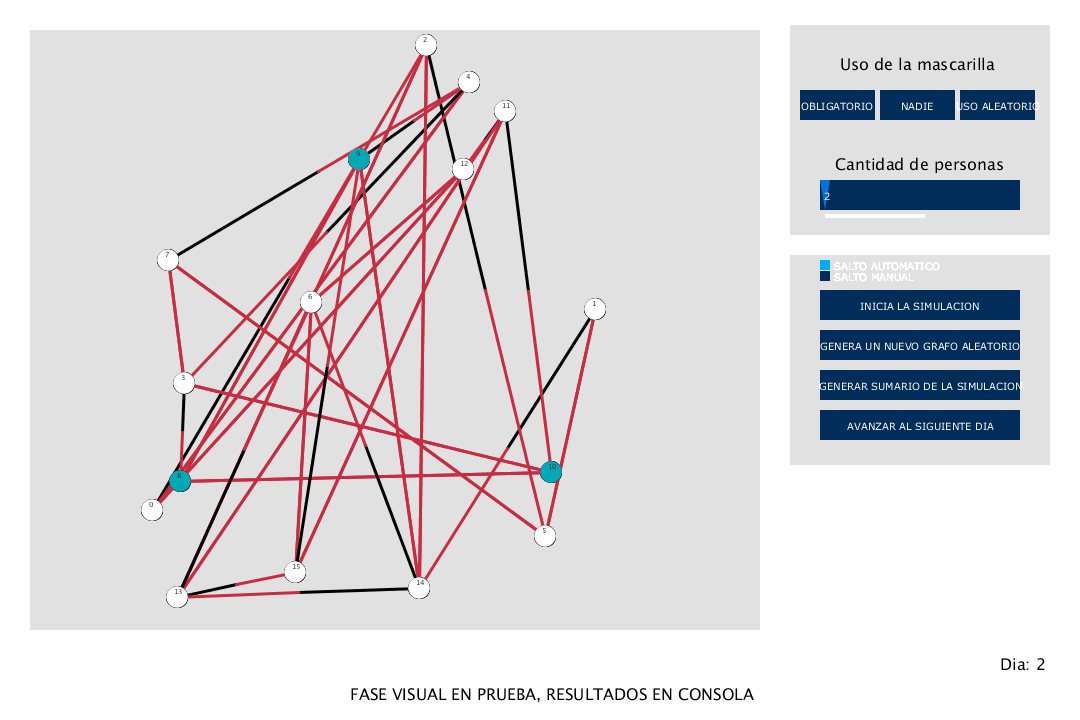 2
4
11
Uso de la mascarilla
OBLIGATORIO NADIE USO ALEATORIO
9
12
Cantidad de personas
2
7
6
1
SALTO AUTOMATICO
SALTO MANUAL
INICIA LA SIMULACION
GENERA UN NUEVO GRAFO ALEATORIO
3
GENERAR SUMARIO DE LA SIMULACION
AVANZAR AL SIGUIENTE DIA
8
10
0
5
15
14
13
Dia: 2
FASE VISUAL EN PRUEBA, RESULTADOS EN CONSOLA